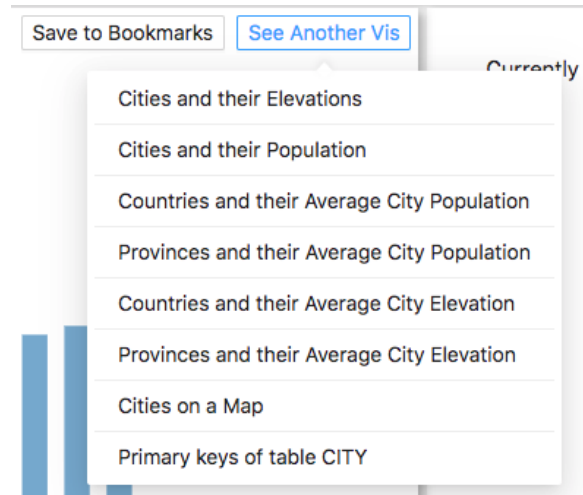 Save to Bookmarks
See Another Vis
Currently
Cities and their Elevations
Cities and their Population
Countries and their Average City Population
Provinces and their Average City Population
Countries and their Average City Elevation
Provinces and their Average City Elevation
Cities on a Map
Primary keys of table CITY